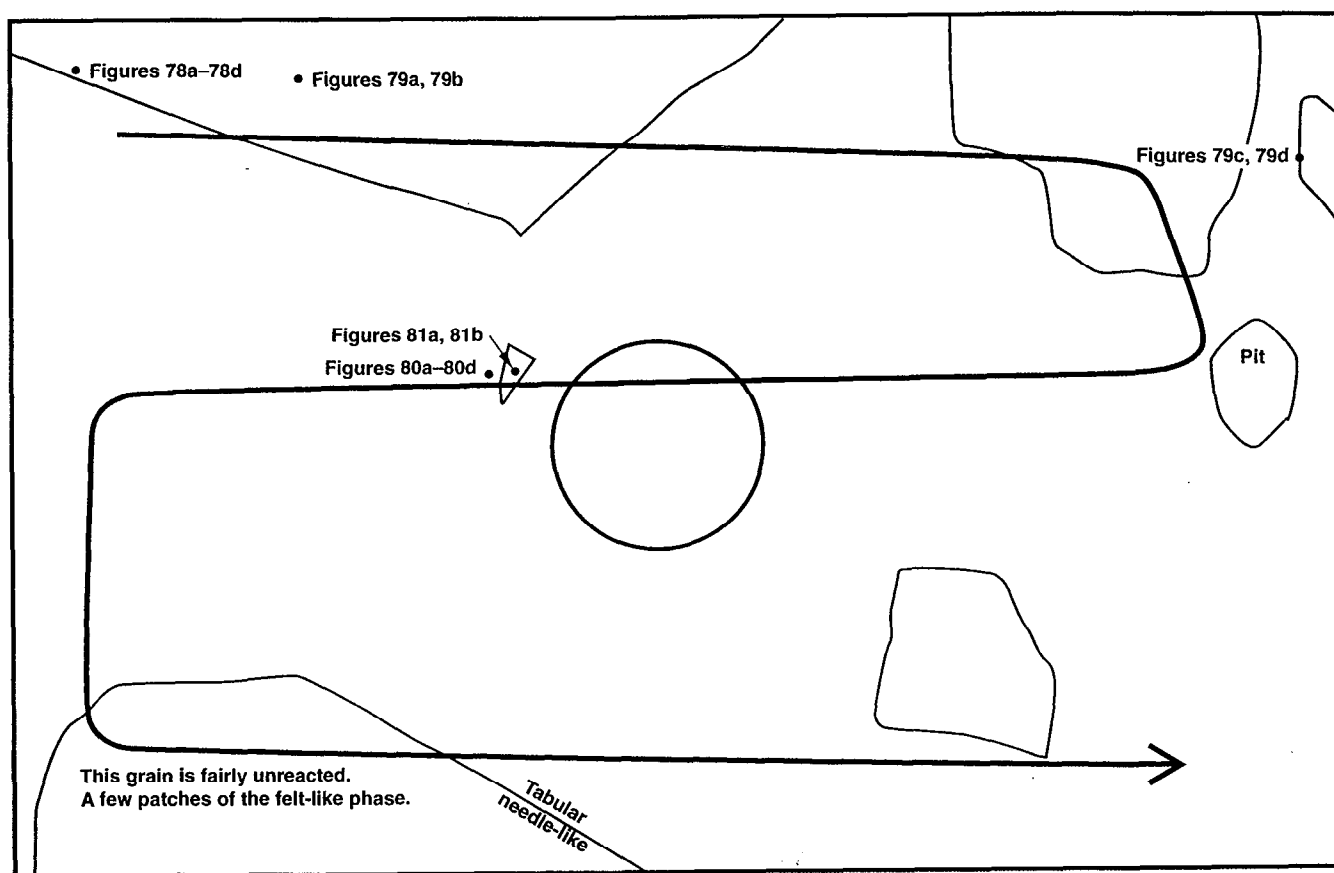 Figures 78a–78d
Figures 79a, 79b
Figures 79c, 79d
Figures 81a, 81b
Figures 80a–80d
Pit
This grain is fairly unreacted.
A few patches of the felt-like phase.
Tabular
needle-like